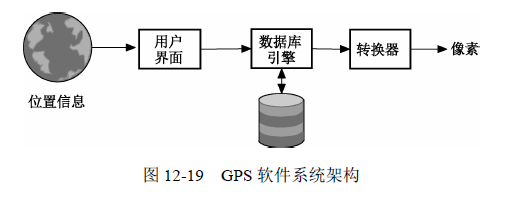 位置信息
用户
界面
数据库
引擎
转换器
像素
图 12-19 GPS 软件系统架构